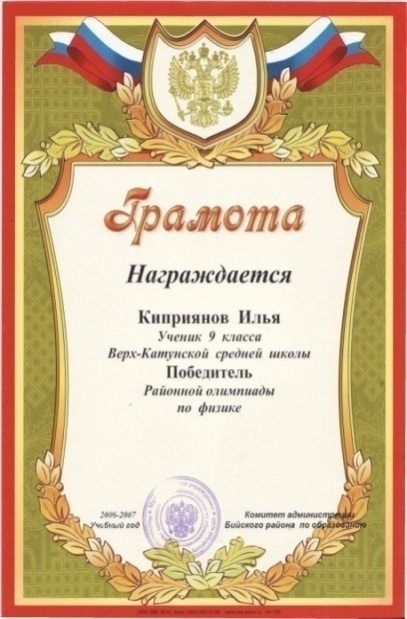 Грамота
Награждается
Киприянов Илья
Ученик 9 класса
Верх-Катунской средней школы
Победитель
Районной олимпиады
по физике
2006-2007
Учебный год
Комитет администрации
Бийского района по образованию